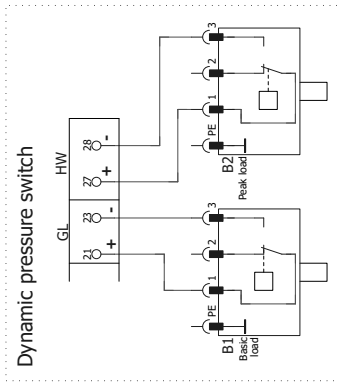 Dynamic pressure switch
GL HW
21 23 27 28
+ - + -
PE 1 2 3
PE 1 2 3
B1
Basic
load
B2
Peak load